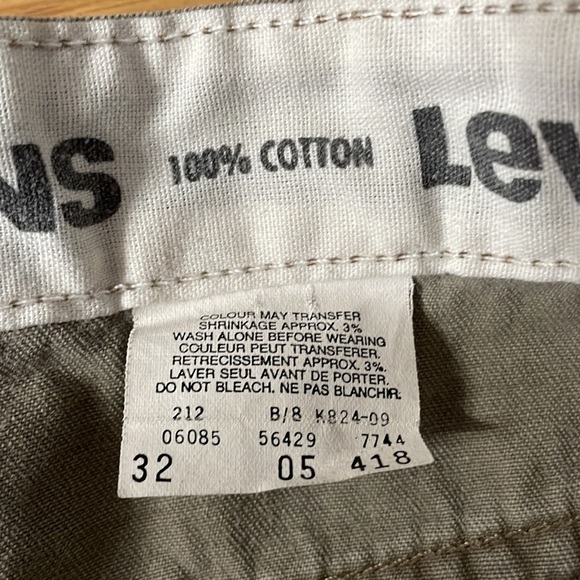 NS 100% COTTON Lev
COLOUR MAY TRANSFER
SHRINKAGE APPROX. 3%
WASH ALONE BEFORE WEARING
COULEUR PEUT TRANSFERER.
RETRECISSEMENT APPROX. 3%.
LAVER SEUL AVANT DE PORTER.
DO NOT BLEACH. NE PAS BLANCHIR.
212 B/8 K824-09
06085 56429 7744
32 05 418